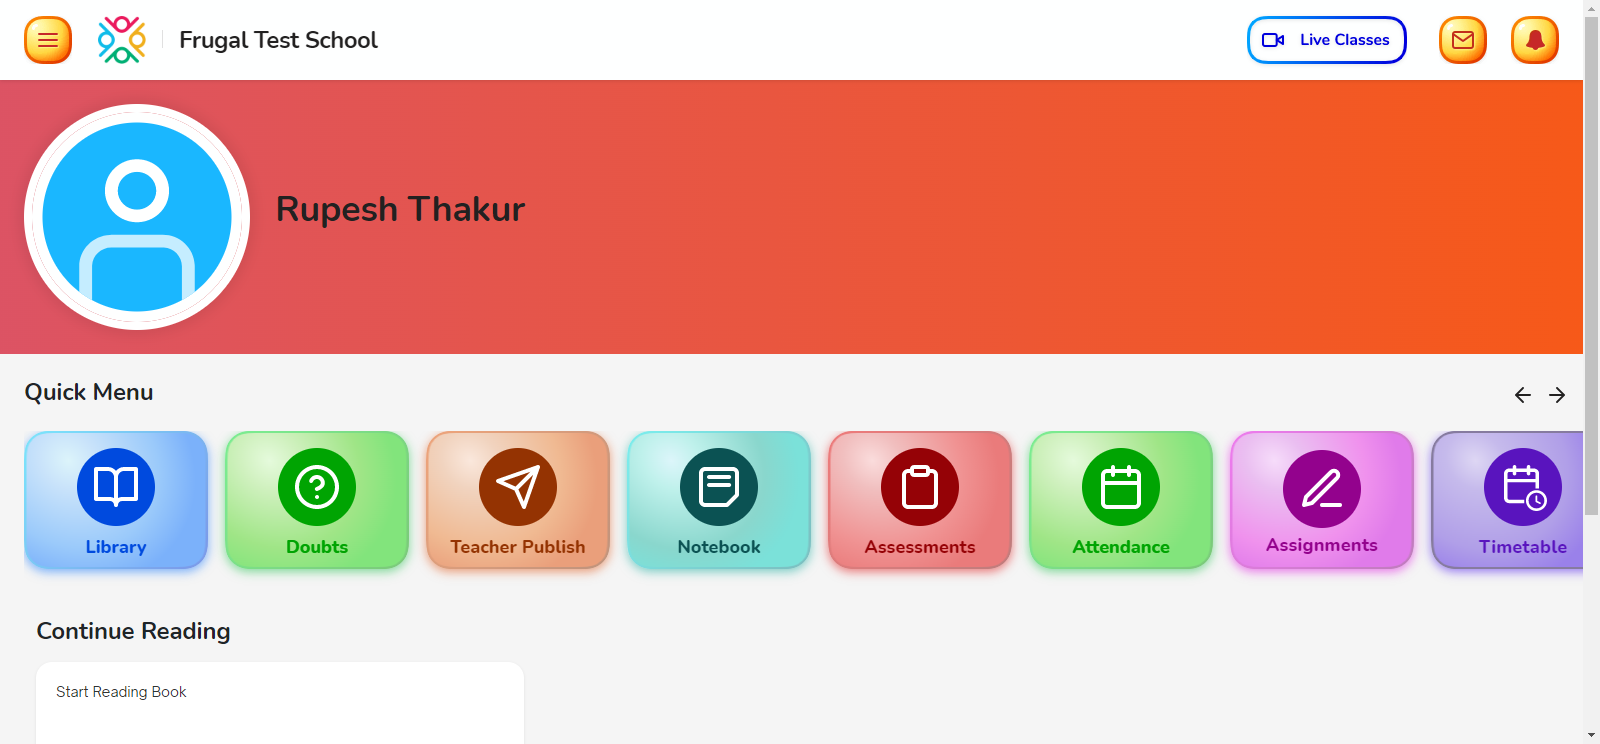 Frugal Test School
Live Classes
Rupesh Thakur
Quick Menu
Library
Doubts
Teacher Publish
Notebook
Assessments
Attendance
Assignments
Timetable
Continue Reading
Start Reading Book